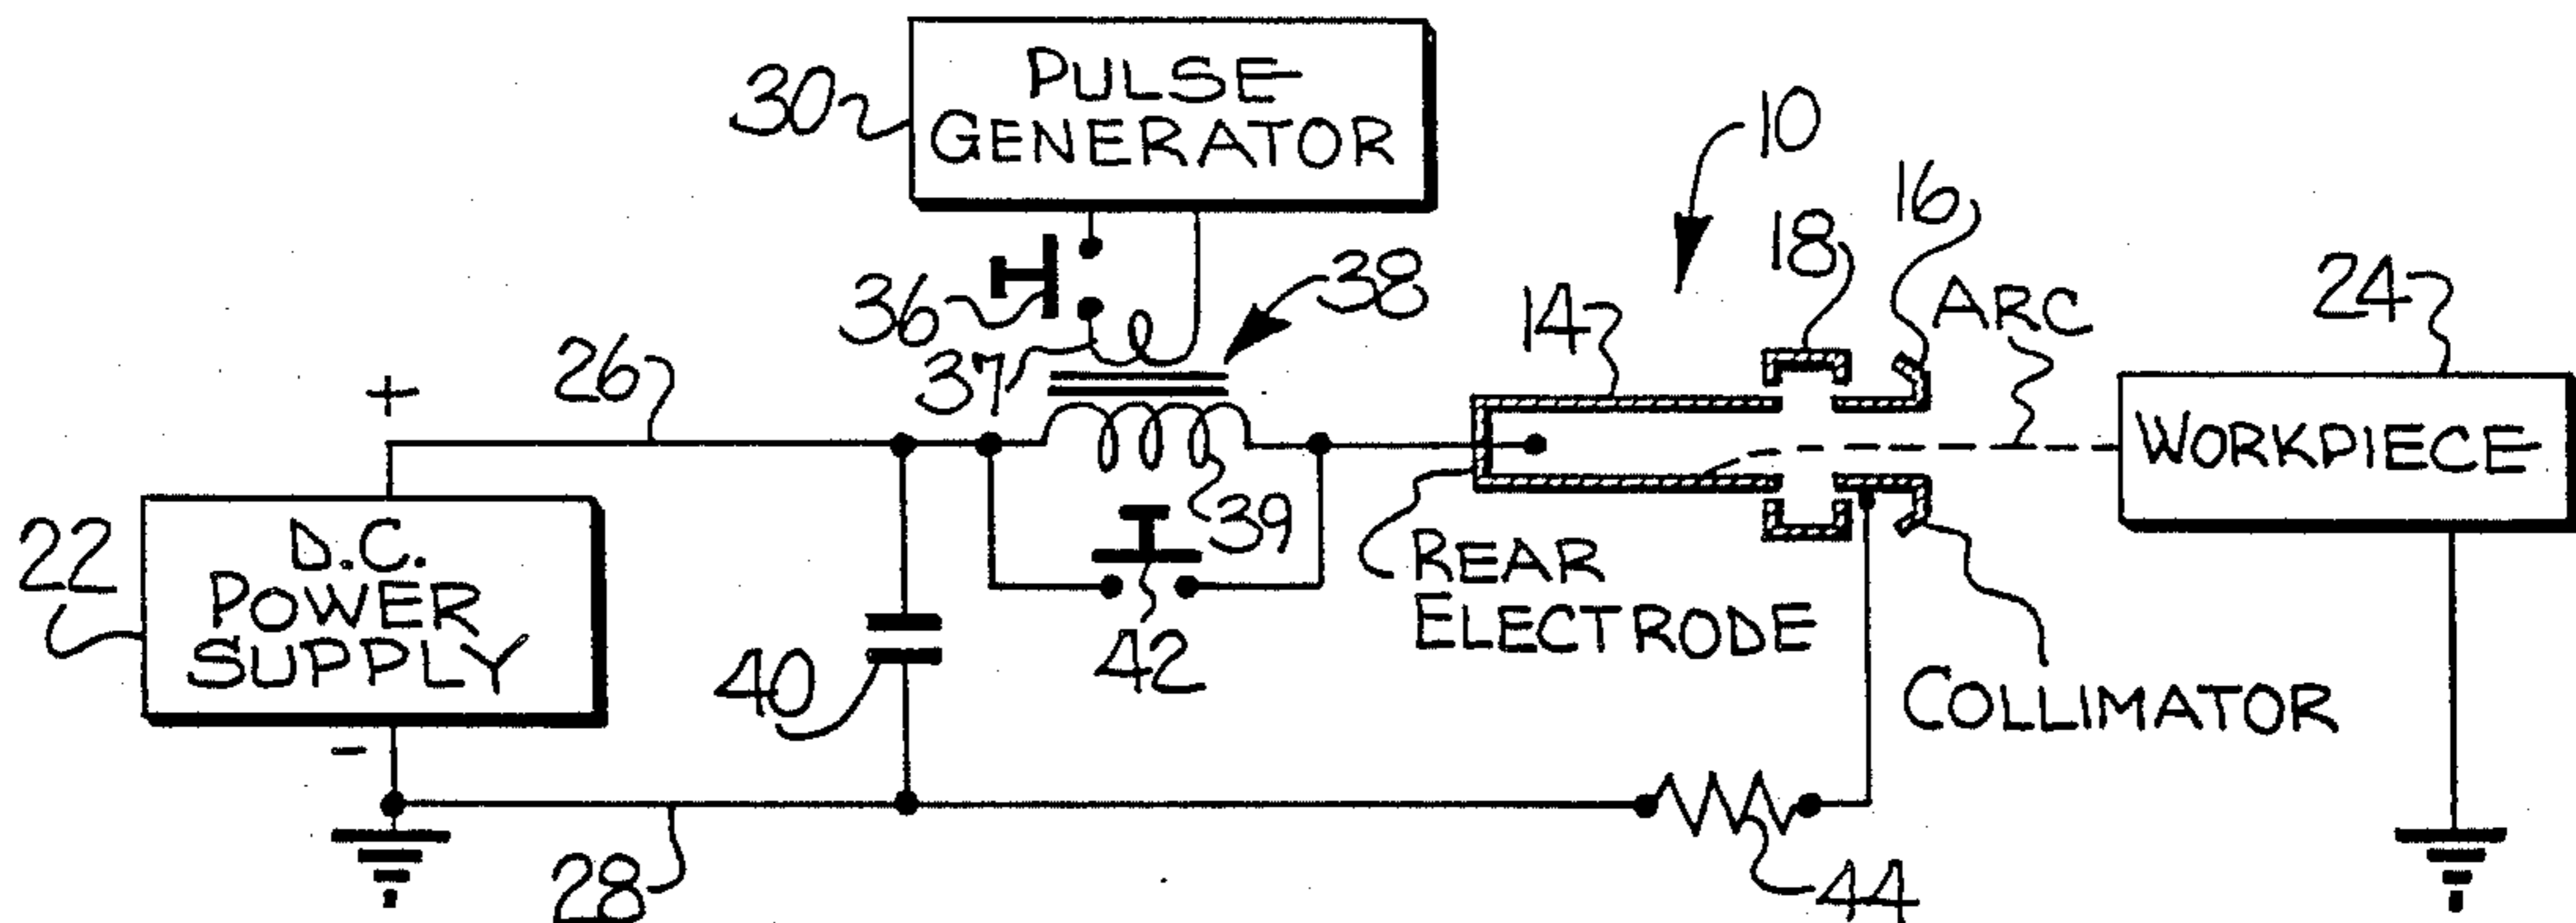 PULSE
GENERATOR
30
10
16
18
ARC
24
36
38
14
37
26
+
WORKPIECE
22
D.C.
POWER
SUPPLY
39
REAR
ELECTRODE
42
40
COLLIMATOR
-
28
44